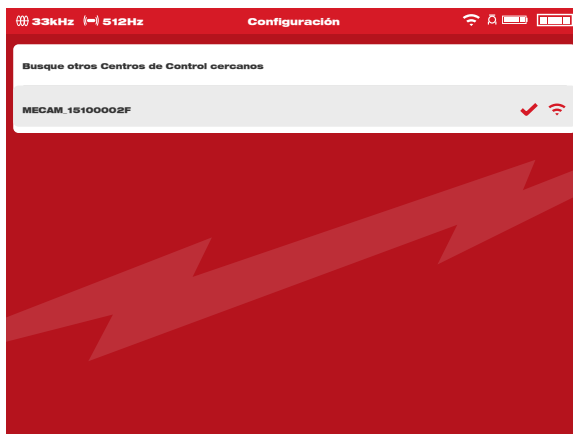 33kHz 512Hz Configuración
Busque otros Centros de Control cercanos
MECAM_15100002F